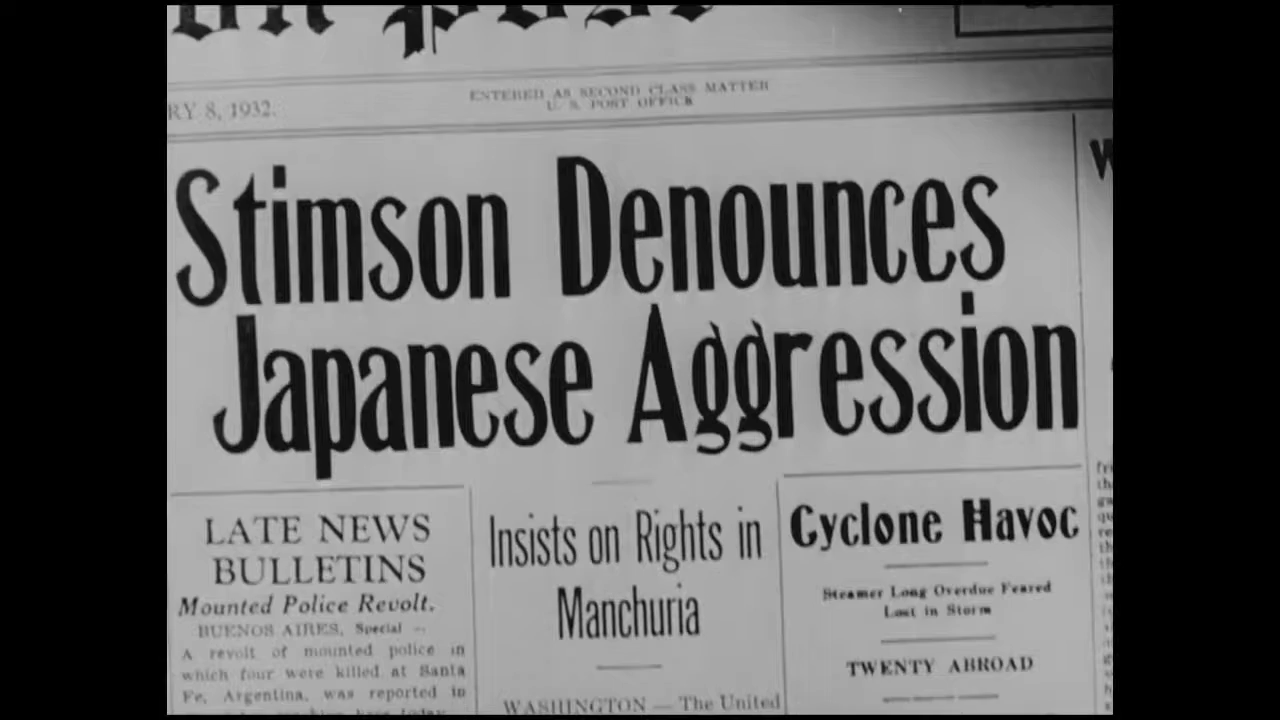 RY 8, 1932.
ENTERED AS SECOND CLASS MATTER
U. S. POST OFFICE
Stimson Denounces
Japanese Aggression
LATE NEWS
BULLETINS
Mounted Police Revolt.
BUENOS AIRES, Special —
A revolt of mounted police in
which four were killed at Santa
Fe, Argentina, was reported in
Insists on Rights in
Manchuria
WASHINGTON — The United
Cyclone Havoc
Steamer Long Overdue Feared
Lost in Storm
TWENTY ABROAD